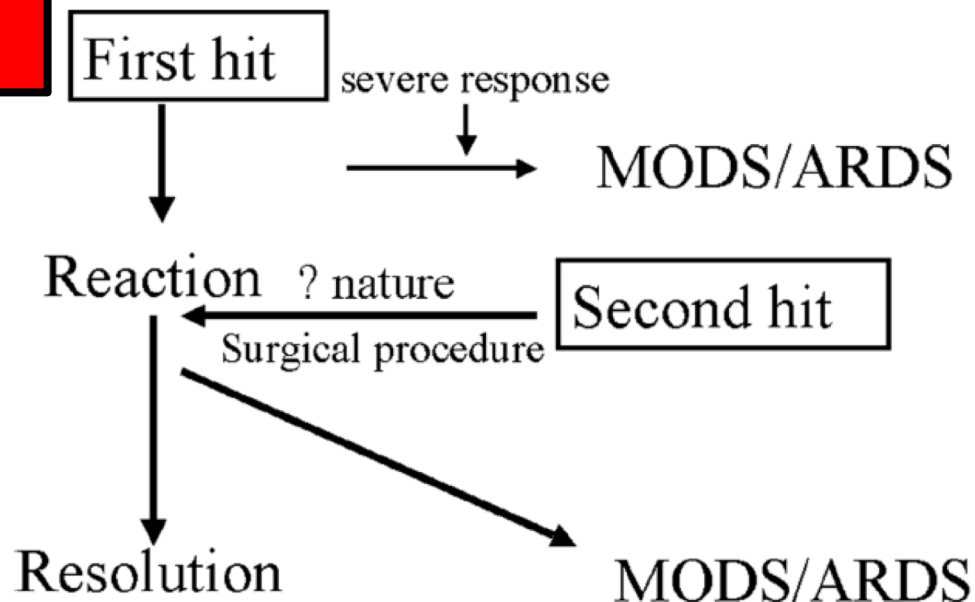 First hit
severe response
MODS/ARDS
Reaction
? nature
Second hit
Surgical procedure
Resolution
MODS/ARDS